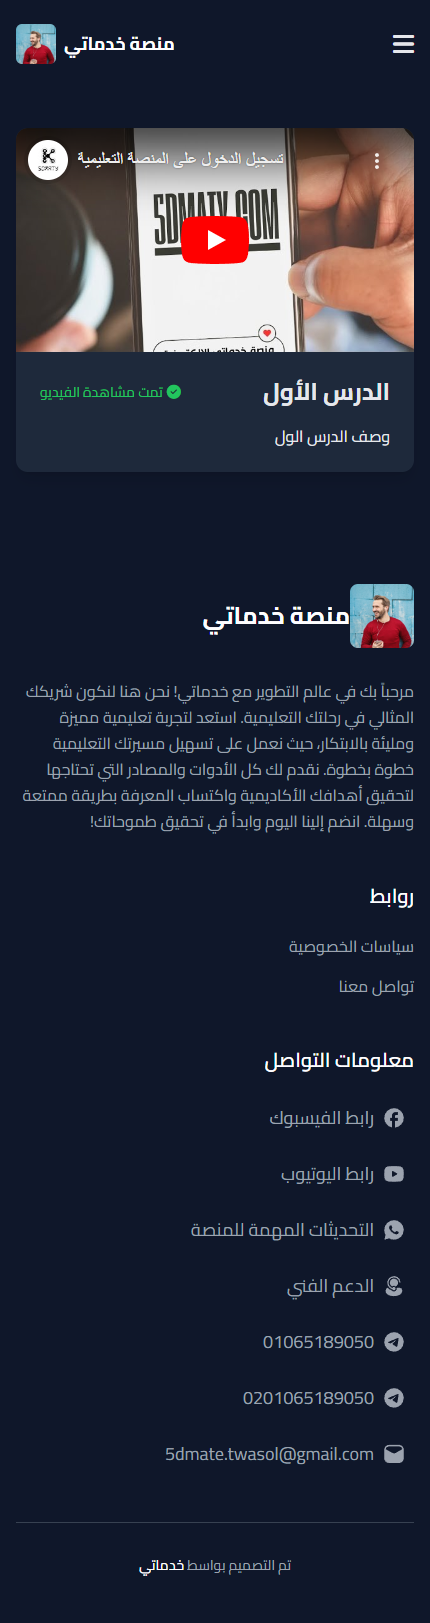 منصة خدماتي
5DMATY
تسجيل الدخول على المنصة التعليمية
5DMATY.COM
الدرس الأول
تمت مشاهدة الفيديو
وصف الدرس الول
منصة خدماتي
مرحباً بك في عالم التطوير مع خدماتي! نحن هنا لنكون شريكك
المثالي في رحلتك التعليمية. استعد لتجربة تعليمية مميزة
ومليئة بالابتكار، حيث نعمل على تسهيل مسيرتك التعليمية
خطوة بخطوة. نقدم لك كل الأدوات والمصادر التي تحتاجها
لتحقيق أهدافك الأكاديمية واكتساب المعرفة بطريقة ممتعة
وسهلة. انضم إلينا اليوم وابدأ في تحقيق طموحاتك!
روابط
سياسات الخصوصية
تواصل معنا
معلومات التواصل
رابط الفيسبوك
رابط اليوتيوب
التحديثات المهمة للمنصة
الدعم الفني
01065189050
0201065189050
5dmate.twasol@gmail.com
تم التصميم بواسط خدماتي